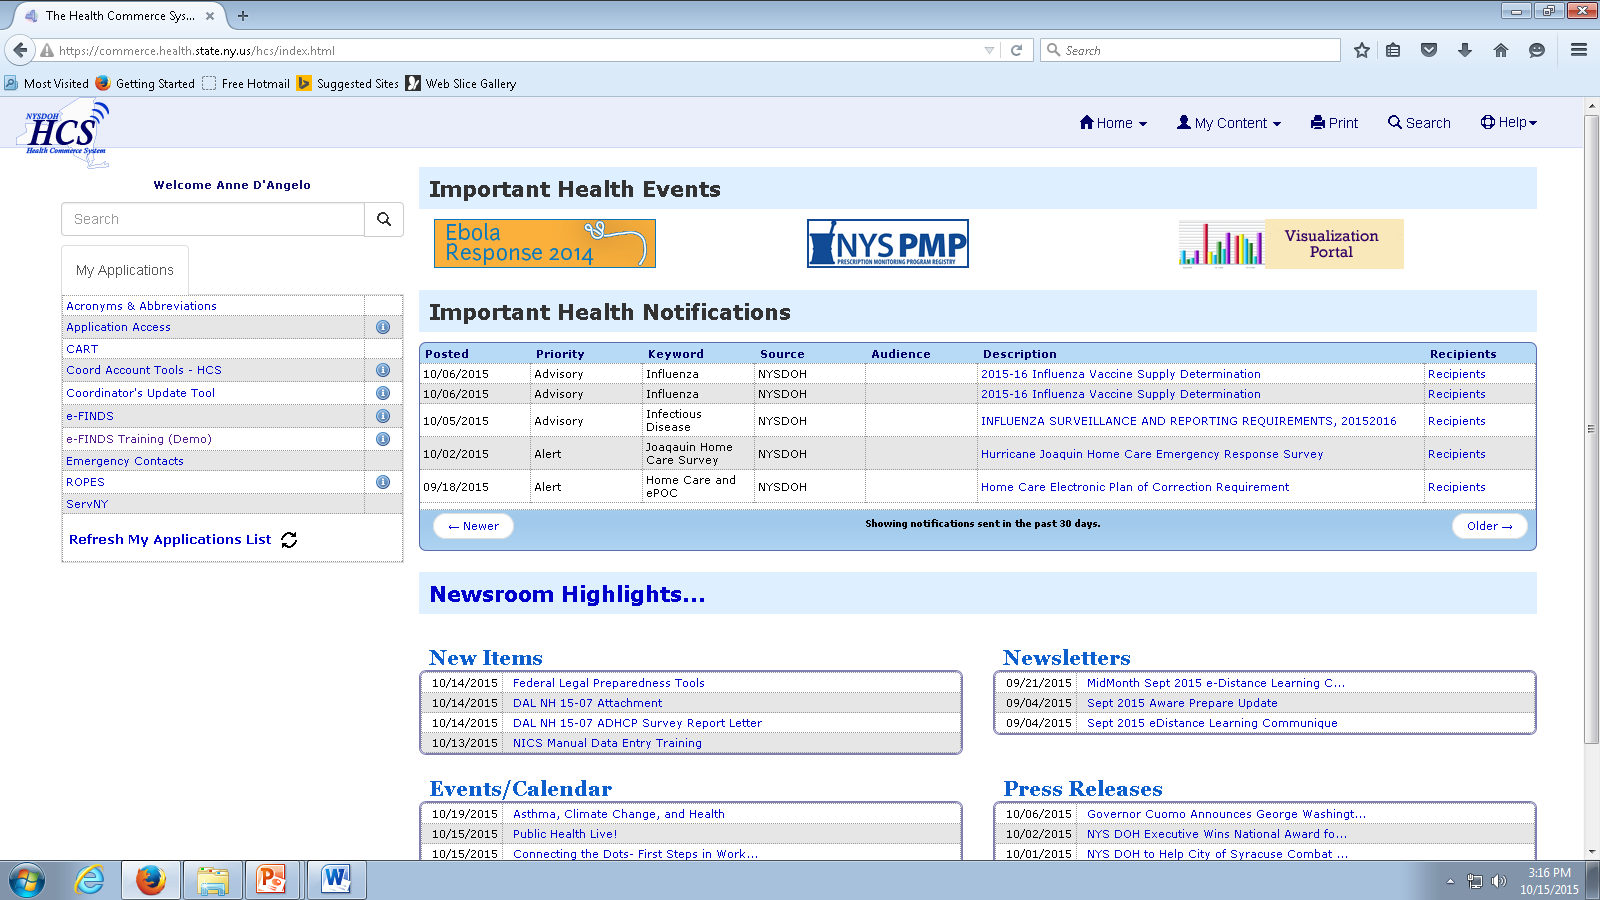 The Health Commerce Sys...
https://commerce.health.state.ny.us/hcs/index.html
Search
Most Visited Getting Started Free Hotmail Suggested Sites Web Slice Gallery
NYSDOH
HCS
Health Commerce System
Home My Content Print Search Help
Welcome Anne D'Angelo
Search
My Applications
Acronyms & Abbreviations
Application Access
CART
Coord Account Tools - HCS
Coordinator's Update Tool
e-FINDS
e-FINDS Training (Demo)
Emergency Contacts
ROPES
ServNY
Refresh My Applications List
Important Health Events
Ebola
Response 2014
NYS PMP
PRESCRIPTION MONITORING PROGRAM REGISTRY
Visualization
Portal
Important Health Notifications
Posted Priority Keyword Source Audience Description Recipients
10/06/2015 Advisory Influenza NYSDOH 2015-16 Influenza Vaccine Supply Determination Recipients
10/06/2015 Advisory Influenza NYSDOH 2015-16 Influenza Vaccine Supply Determination Recipients
10/05/2015 Advisory Infectious Disease NYSDOH INFLUENZA SURVEILLANCE AND REPORTING REQUIREMENTS, 20152016 Recipients
10/02/2015 Alert Joaqauin Home Care Survey NYSDOH Hurricane Joaquin Home Care Emergency Response Survey Recipients
09/18/2015 Alert Home Care and ePOC NYSDOH Home Care Electronic Plan of Correction Requirement Recipients
← Newer Showing notifications sent in the past 30 days. Older →
Newsroom Highlights...
New Items
10/14/2015 Federal Legal Preparedness Tools
10/14/2015 DAL NH 15-07 Attachment
10/14/2015 DAL NH 15-07 ADHCP Survey Report Letter
10/13/2015 NICS Manual Data Entry Training
Newsletters
09/21/2015 MidMonth Sept 2015 e-Distance Learning C...
09/04/2015 Sept 2015 Aware Prepare Update
09/04/2015 Sept 2015 eDistance Learning Communique
Events/Calendar
10/19/2015 Asthma, Climate Change, and Health
10/15/2015 Public Health Live!
10/15/2015 Connecting the Dots- First Steps in Work...
Press Releases
10/06/2015 Governor Cuomo Announces George Washingt...
10/02/2015 NYS DOH Executive Wins National Award fo...
10/01/2015 NYS DOH to Help City of Syracuse Combat ...
3:16 PM
10/15/2015